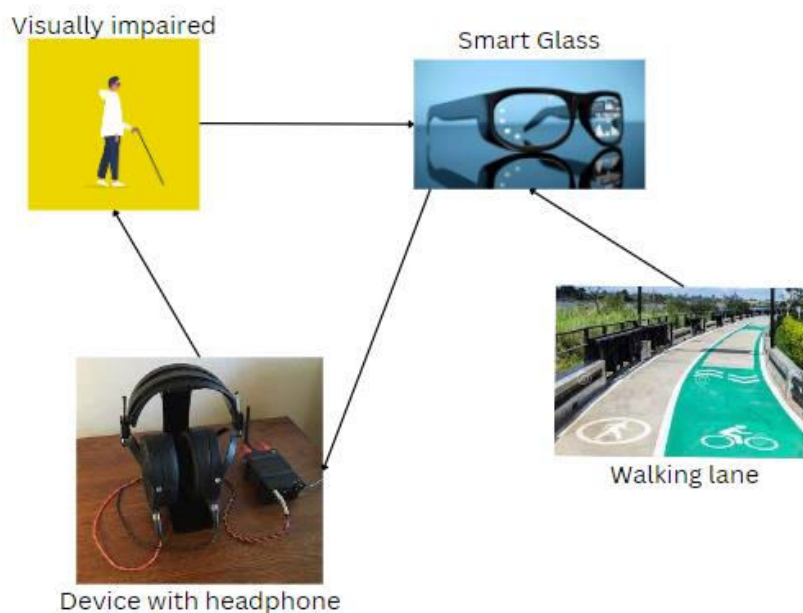 Visually impaired
Smart Glass
Walking lane
Device with headphone